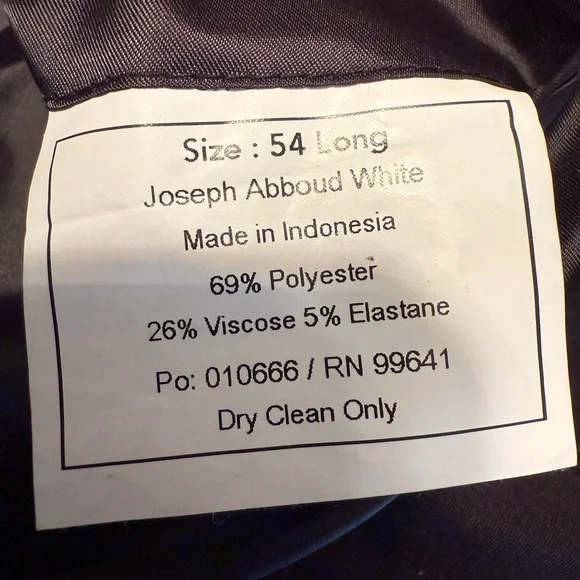 Size : 54 Long
Joseph Abboud White
Made in Indonesia
69% Polyester
26% Viscose 5% Elastane
Po: 010666 / RN 99641
Dry Clean Only